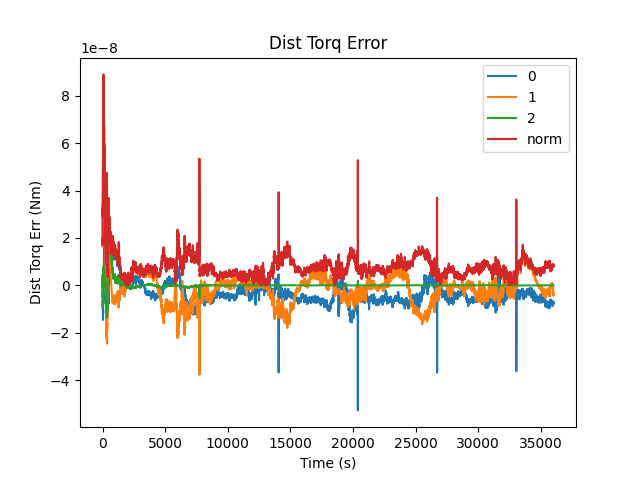 Dist Torq Error
1e−8
8
6
4
2
0
−2
−4
Dist Torq Err (Nm)
0
1
2
norm
0 5000 10000 15000 20000 25000 30000 35000
Time (s)